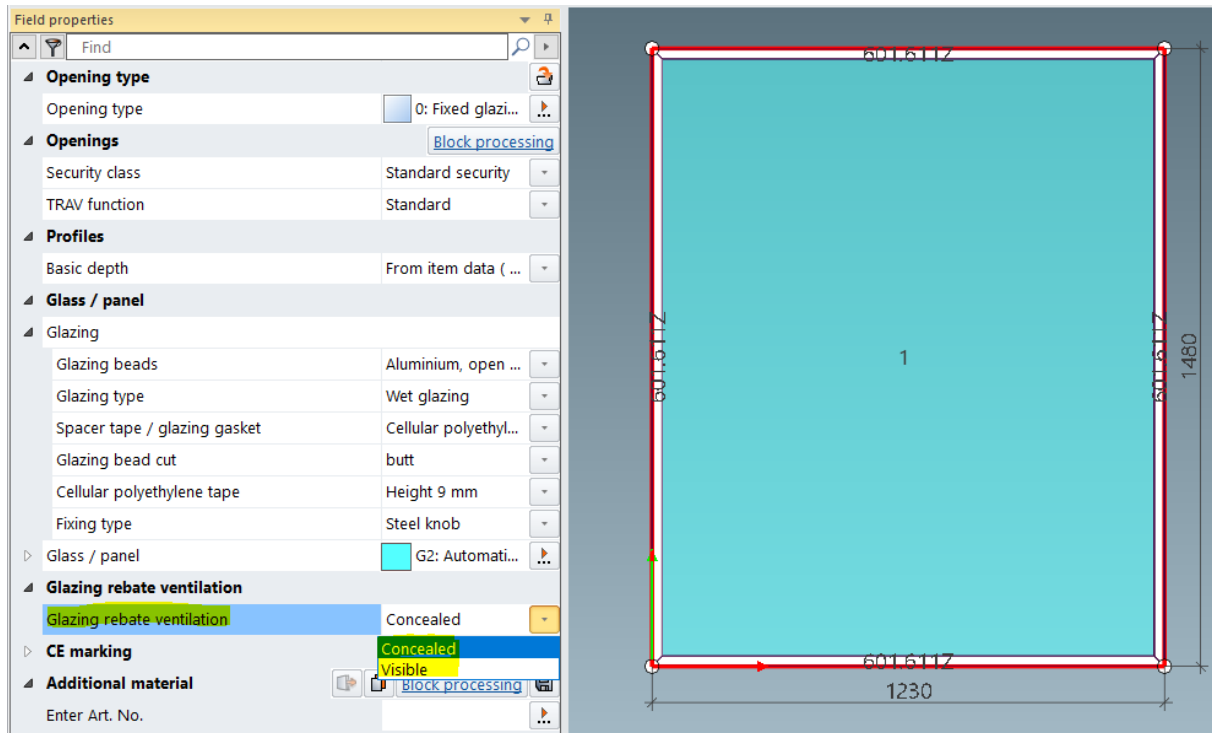 Field properties
Find
Opening type
Opening type 0: Fixed glazi...
Openings Block processing
Security class Standard security
TRAV function Standard
Profiles
Basic depth From item data ( ...
Glass / panel
Glazing
Glazing beads Aluminium, open ...
Glazing type Wet glazing
Spacer tape / glazing gasket Cellular polyethyl...
Glazing bead cut butt
Cellular polyethylene tape Height 9 mm
Fixing type Steel knob
Glass / panel G2: Automati...
Glazing rebate ventilation
Glazing rebate ventilation Concealed
Concealed
CE marking
Visible
Additional material Block processing
Enter Art. No.
601.611Z
601.611Z
1
601.611Z
1480
601.611Z
1230